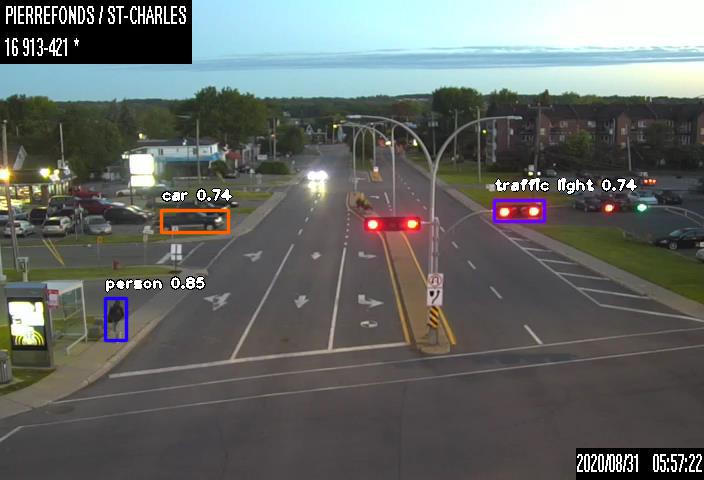 PIERREFONDS / ST-CHARLES
16 913-421 *
car 0.74
traffic light 0.74
person 0.85
2020/08/31 05:57:22